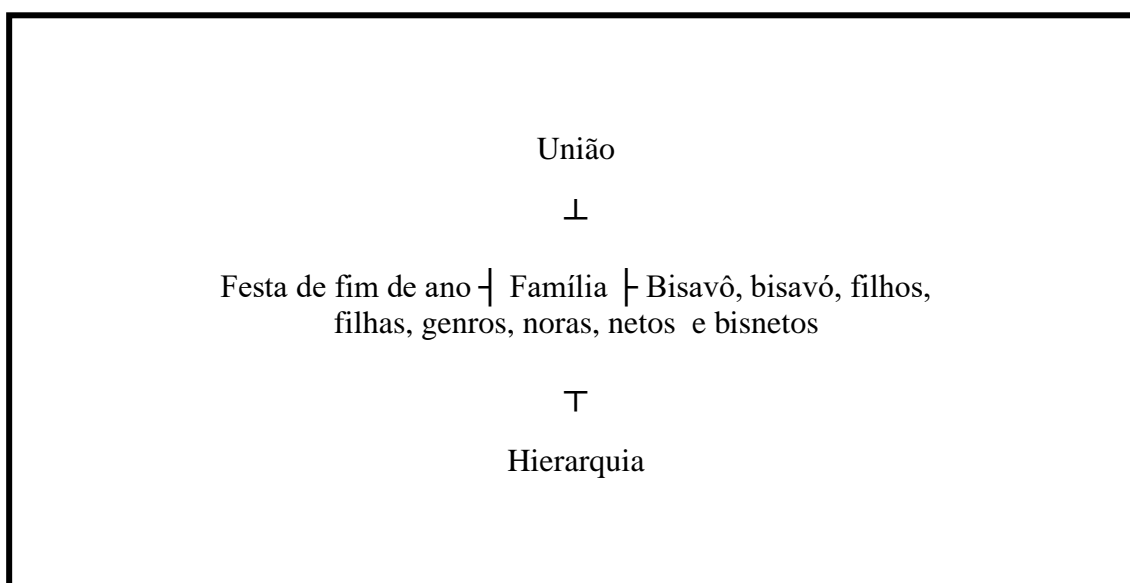 União
⊥
Festa de fim de ano ┤ Família ├ Bisavô, bisavó, filhos,
filhas, genros, noras, netos e bisnetos
┬
Hierarquia